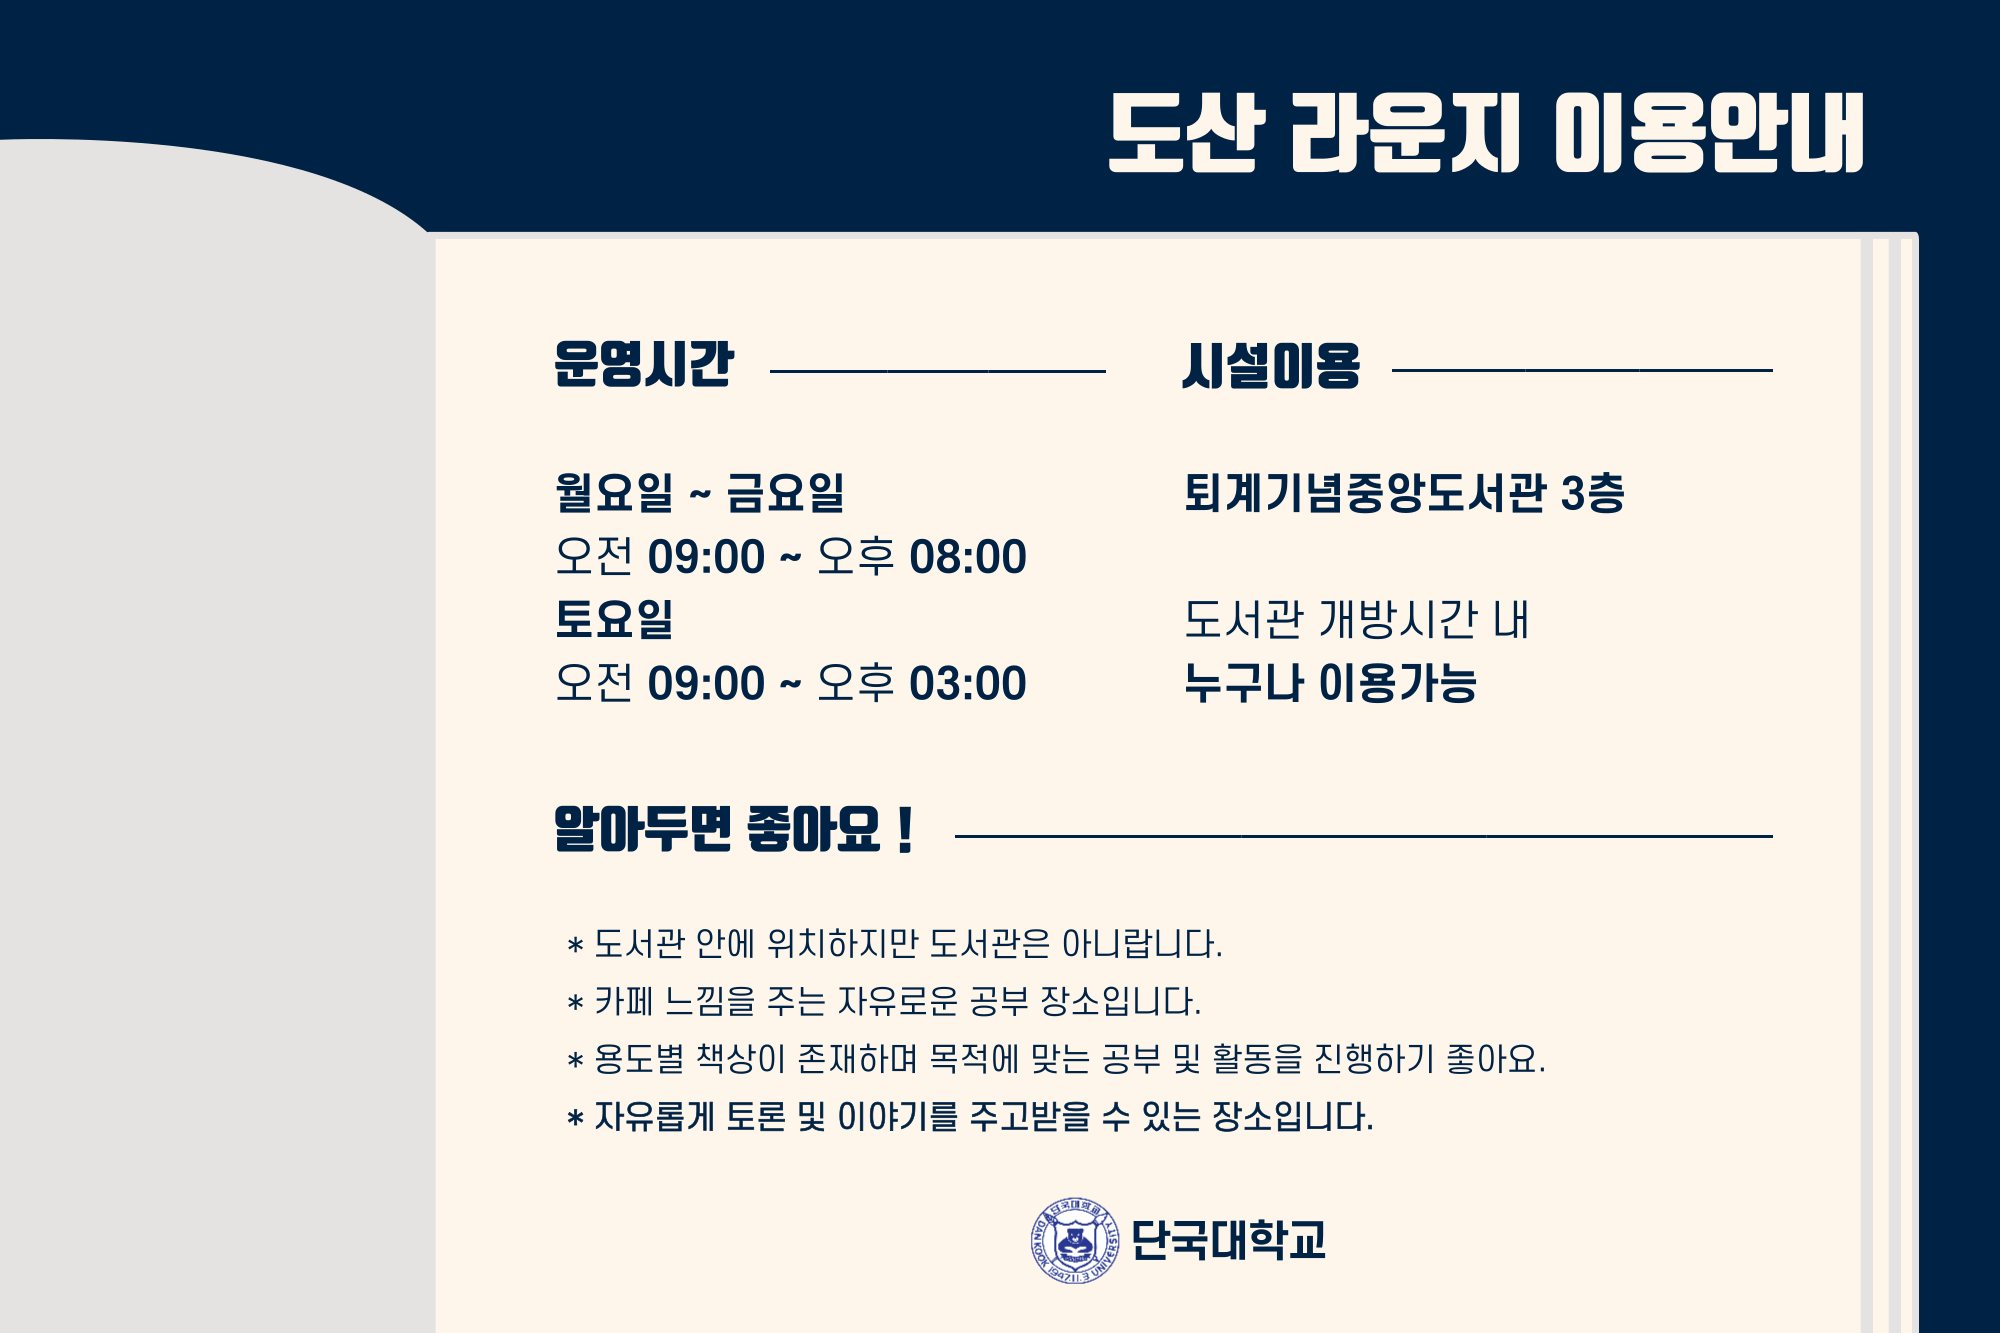 도산 라운지 이용안내
운영시간
월요일 ~ 금요일
오전 09:00 ~ 오후 08:00
토요일
오전 09:00 ~ 오후 03:00
시설이용
퇴계기념중앙도서관 3층
도서관 개방시간 내
누구나 이용가능
알아두면 좋아요 !
* 도서관 안에 위치하지만 도서관은 아니랍니다.
* 카페 느낌을 주는 자유로운 공부 장소입니다.
* 용도별 책상이 존재하며 목적에 맞는 공부 및 활동을 진행하기 좋아요.
* 자유롭게 토론 및 이야기를 주고받을 수 있는 장소입니다.
단국대학교
DANKOOK 1947.11.3 UNIVERSITY
단국대학교